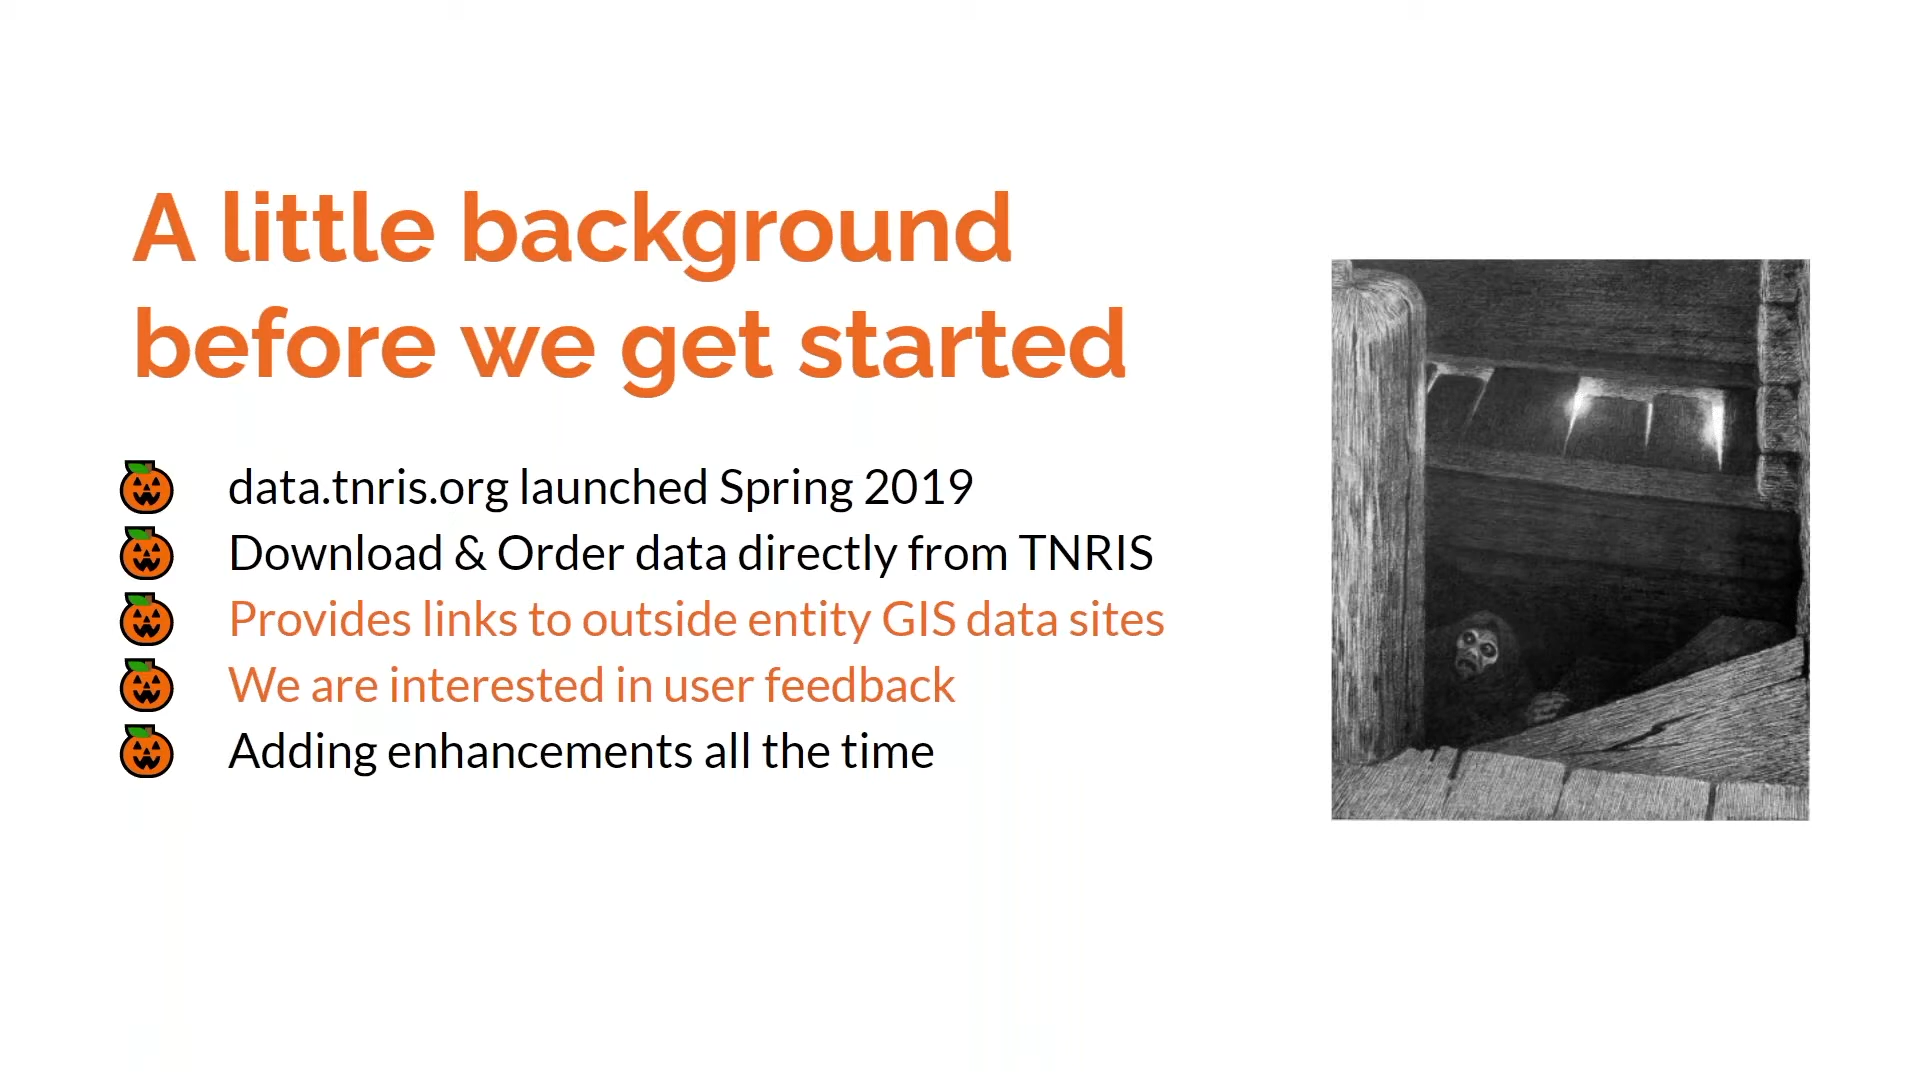 A little background
before we get started
data.tnris.org launched Spring 2019
Download & Order data directly from TNRIS
Provides links to outside entity GIS data sites
We are interested in user feedback
Adding enhancements all the time